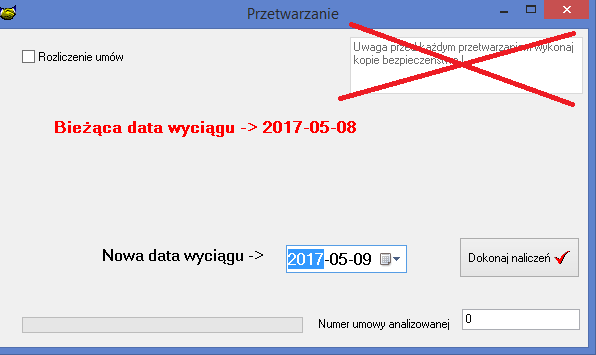 Przetwarzanie
Rozliczenie umów
Uwaga przed każdym przetwarzaniem wykonaj
kopie bezpieczeństwa !
Bieżąca data wyciągu -> 2017-05-08
Nowa data wyciągu ->
2017-05-09
Dokonaj naliczeń
Numer umowy analizowanej
0